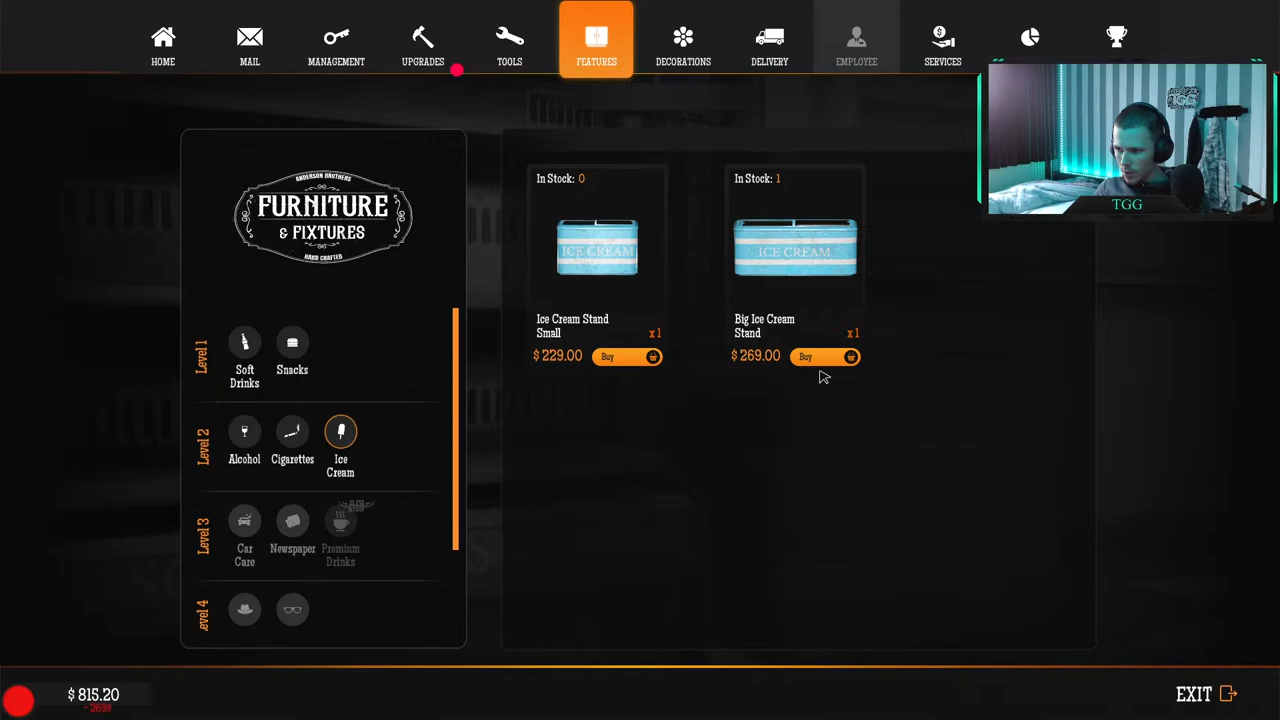 HOME
MAIL
MANAGEMENT
UPGRADES
TOOLS
FEATURES
DECORATIONS
DELIVERY
EMPLOYEE
SERVICES
TGG
TGG
ANDERSON BROTHERS
FURNITURE
& FIXTURES
HAND CRAFTED
In Stock: 0
ICE CREAM
Ice Cream Stand
Small
x1
$ 229.00
Buy
In Stock: 1
ICE CREAM
Big Ice Cream
Stand
x1
$ 269.00
Buy
Level 1
Soft
Drinks
Snacks
Level 2
Alcohol
Cigarettes
Ice
Cream
Level 3
Car
Care
Newspaper
Premium
Drinks
Level 4
$ 815.20
- 269$
EXIT